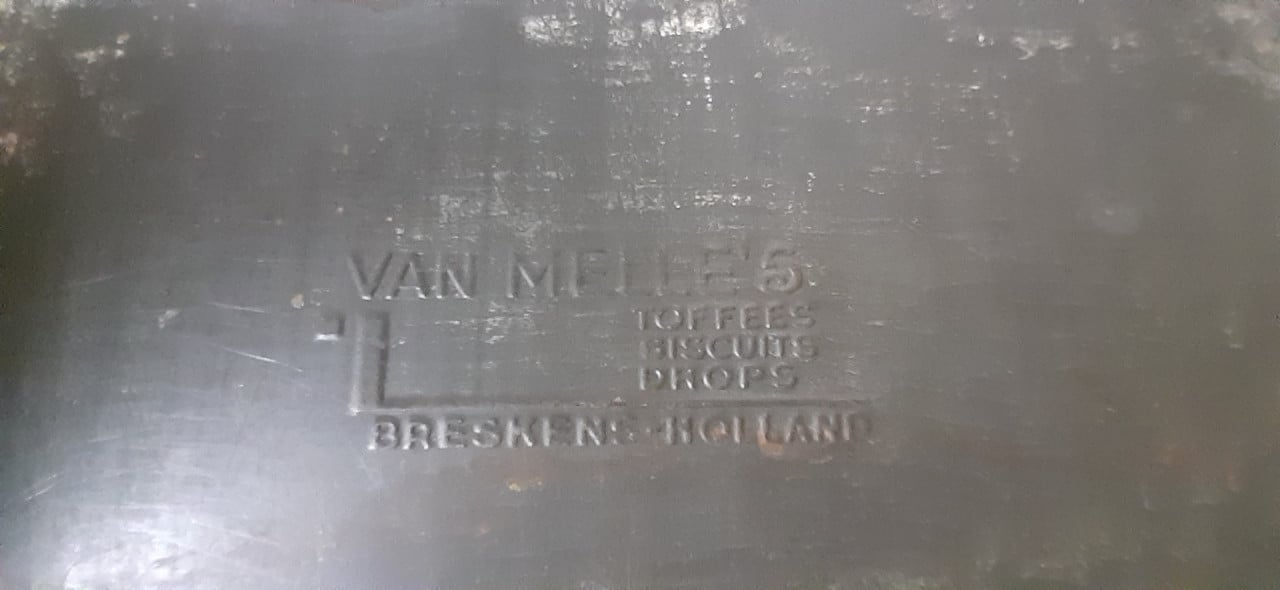 VAN MELLE'S
TOFFEES
BISCUITS
DROPS
BRESKENS-HOLLAND